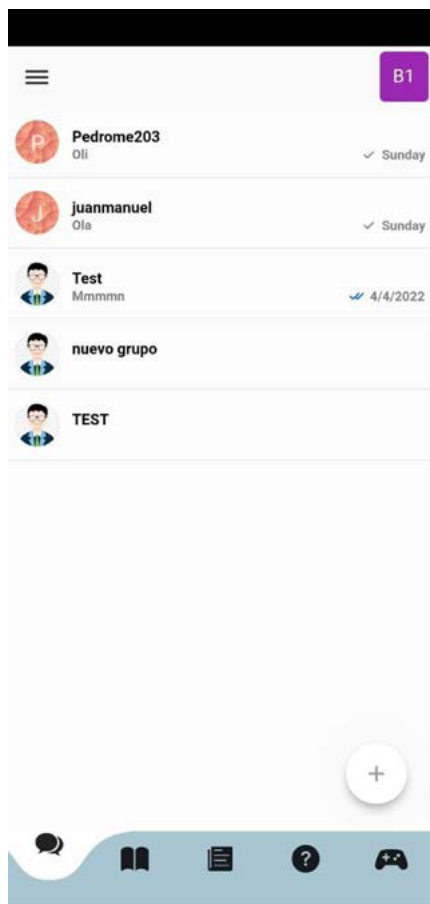 B1
Pedrome203
P
Oli
Sunday
juanmanuel
J
Ola
Sunday
Test
Mmmmn
4/4/2022
nuevo grupo
TEST
+
?